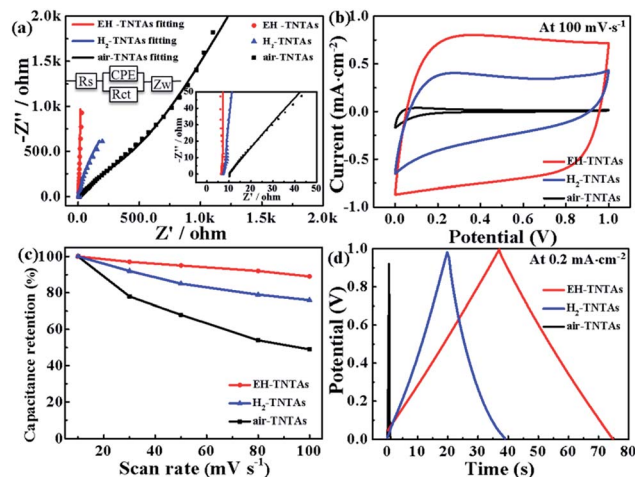 (a)
EH -TNTAs fitting
H₂-TNTAs fitting
air-TNTAs fitting
EH-TNTAs
H₂-TNTAs
air-TNTAs
Rs
CPE
Rct
Zw
-Z'' / ohm
2.0k
1.5k
1.0k
500.0
0.0
0.0
500.0
1.0k
1.5k
2.0k
Z' / ohm
-Z'' / ohm
50
40
30
20
10
0
0
10
20
30
40
50
Z' / ohm
(b)
At 100 mV·s⁻¹
Current (mA·cm⁻²)
1.0
0.5
0.0
-0.5
-1.0
EH-TNTAs
H₂-TNTAs
air-TNTAs
0.0
0.2
0.4
0.6
0.8
1.0
Potential (V)
(c)
Capacitance retention (%)
100
80
60
40
20
0
EH-TNTAs
H₂-TNTAs
air-TNTAs
20
40
60
80
100
Scan rate (mV s⁻¹)
(d)
At 0.2 mA·cm⁻²
EH-TNTAs
H₂-TNTAs
air-TNTAs
Potential (V)
1.0
0.8
0.6
0.4
0.2
0.0
0
10
20
30
40
50
60
70
80
Time (s)